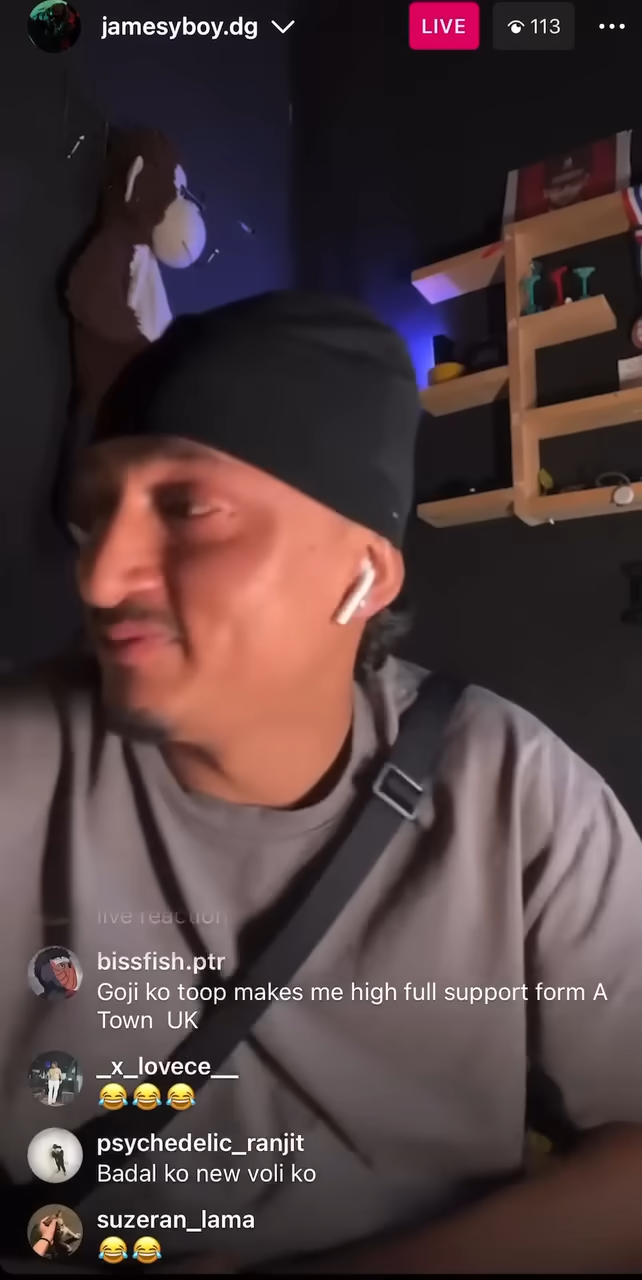 jamesyboy.dg
LIVE
113
live reaction
bissfish.ptr
Goji ko toop makes me high full support form A
Town UK
_x_lovece__
😂😂😂
psychedelic_ranjit
Badal ko new voli ko
suzeran_lama
😂😂